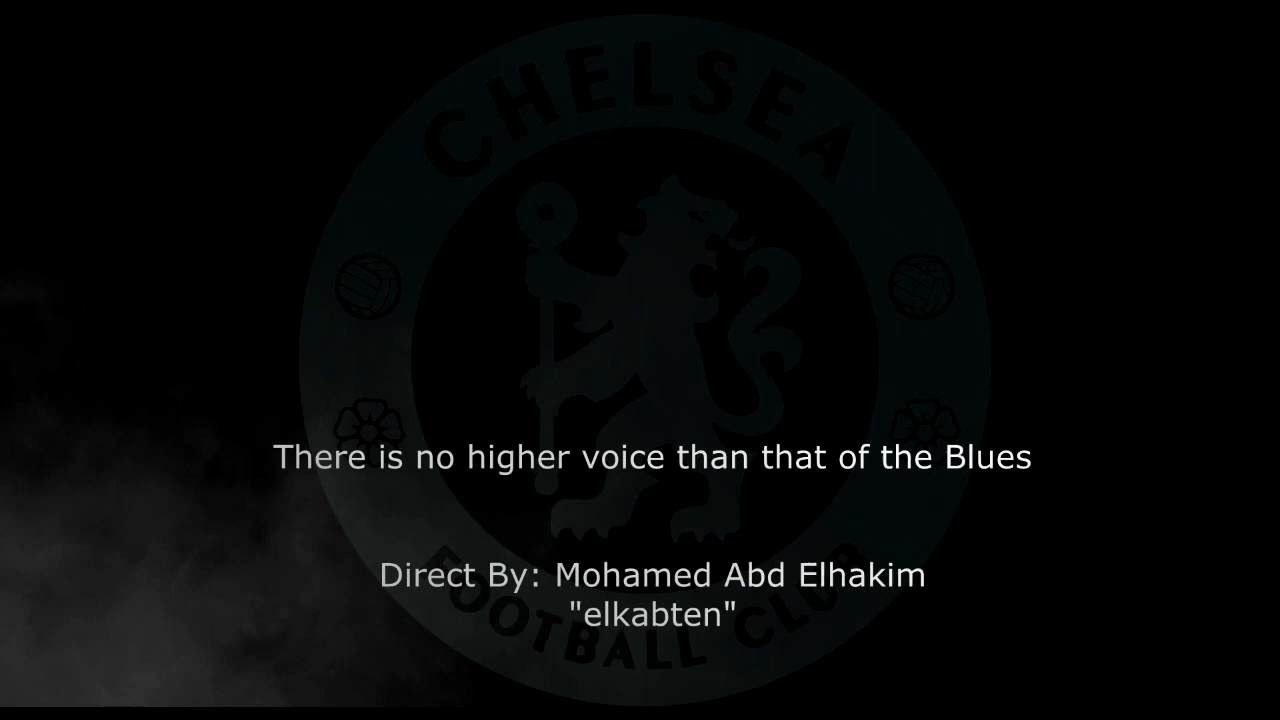 CHELSEA
There is no higher voice than that of the Blues
Direct By: Mohamed Abd Elhakim
"elkabten"
FOOTBALL CLUB